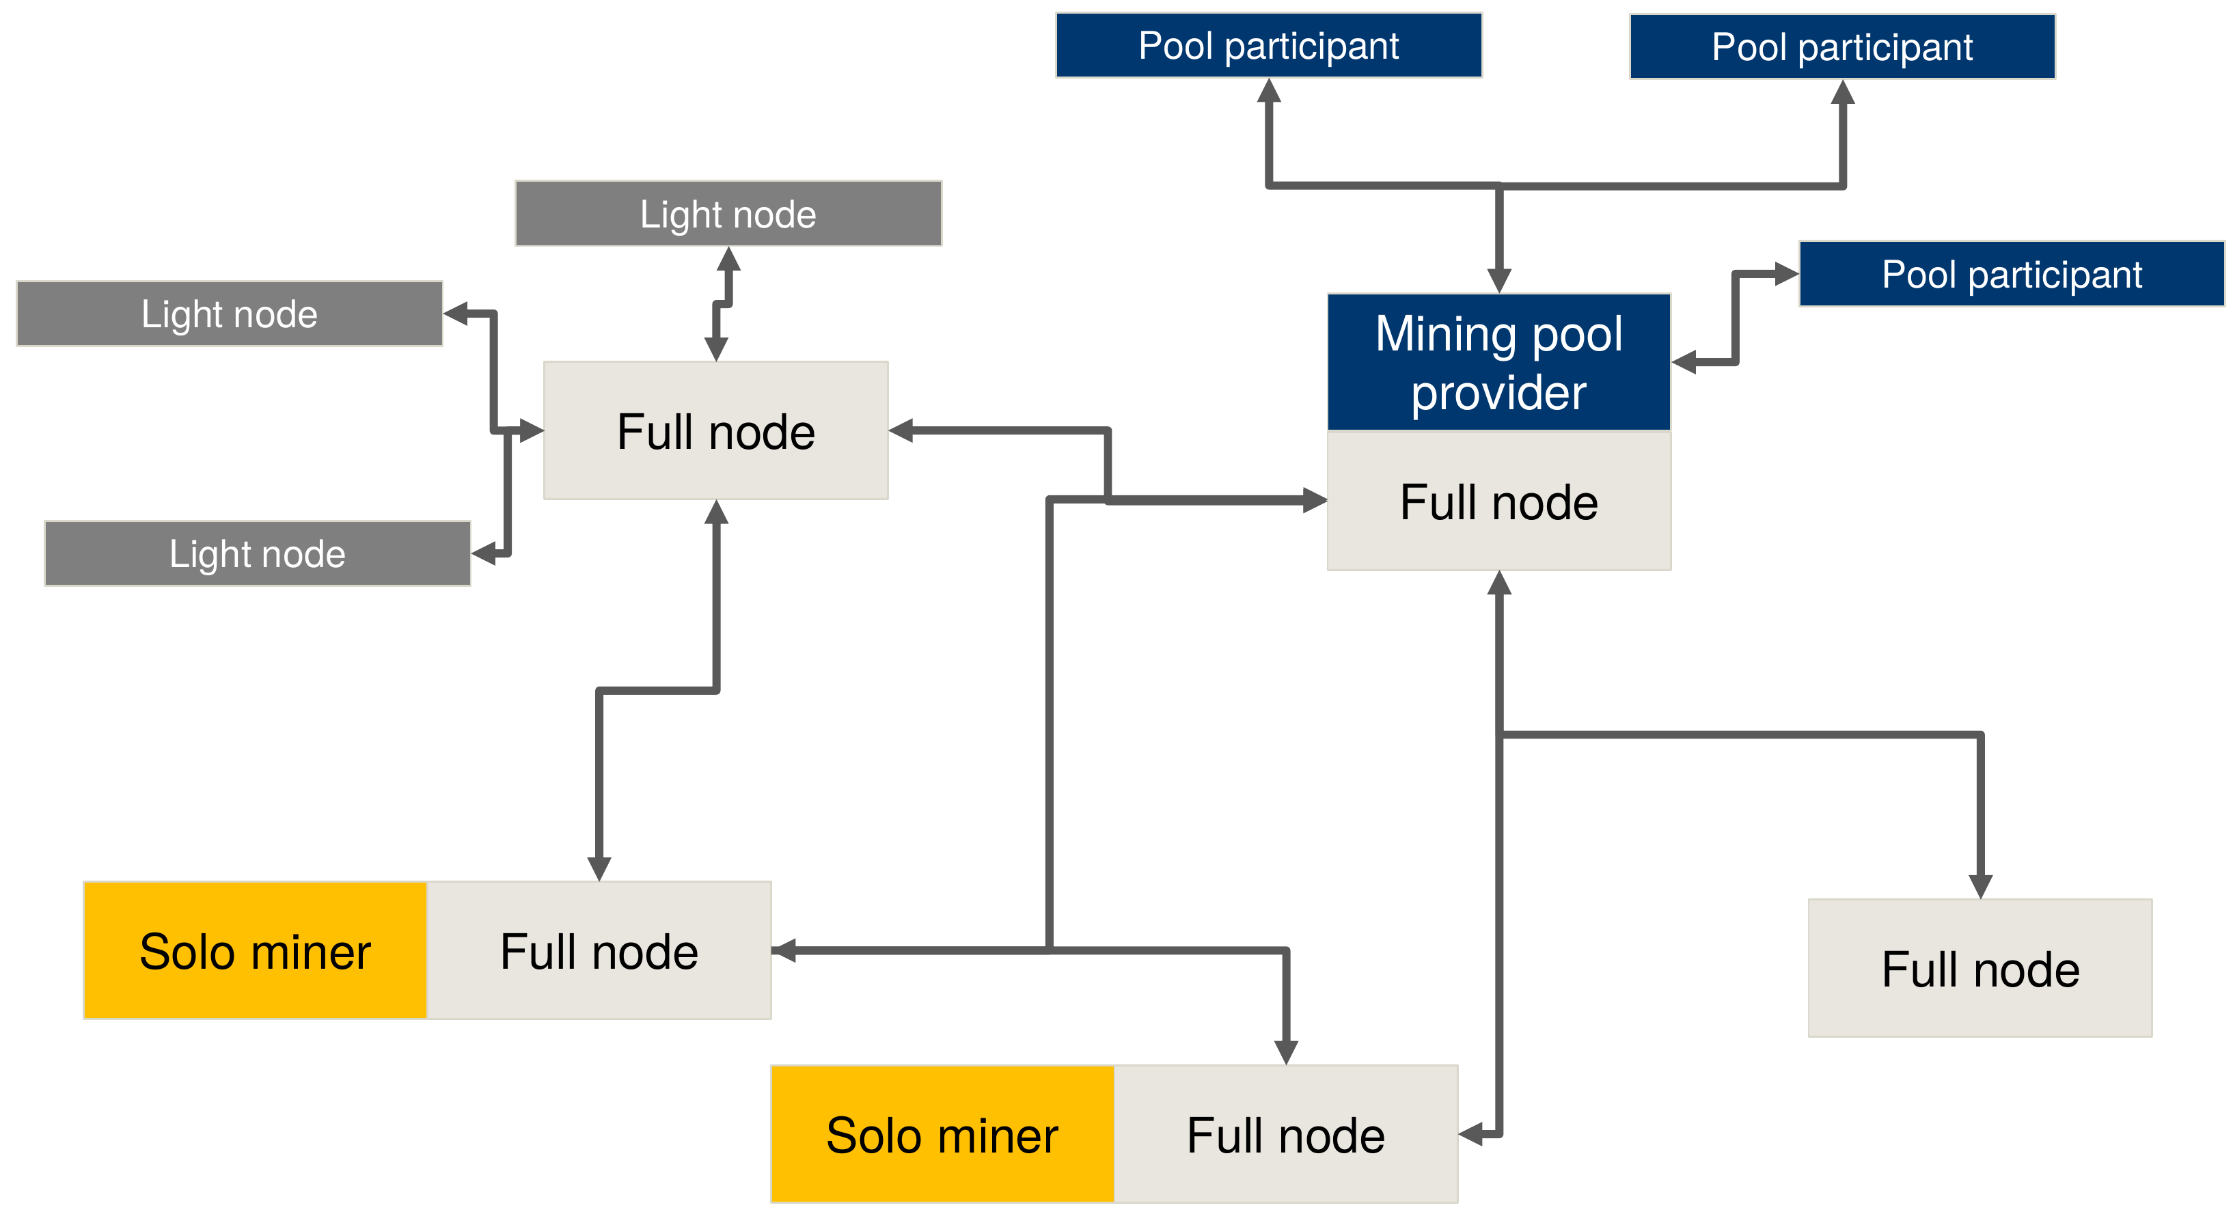 Pool participant
Pool participant
Light node
Pool participant
Light node
Mining pool
provider
Full node
Full node
Light node
Solo miner
Full node
Full node
Solo miner
Full node